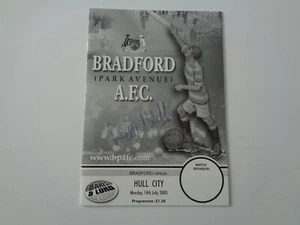 BRADFORD
(PARK AVENUE)
A.F.C.
www.bpafc.com
BRADFORD versus
HULL CITY
Monday, 14th July, 2003
Programme: £1.50
MATCH
SPONSOR:
& LORD